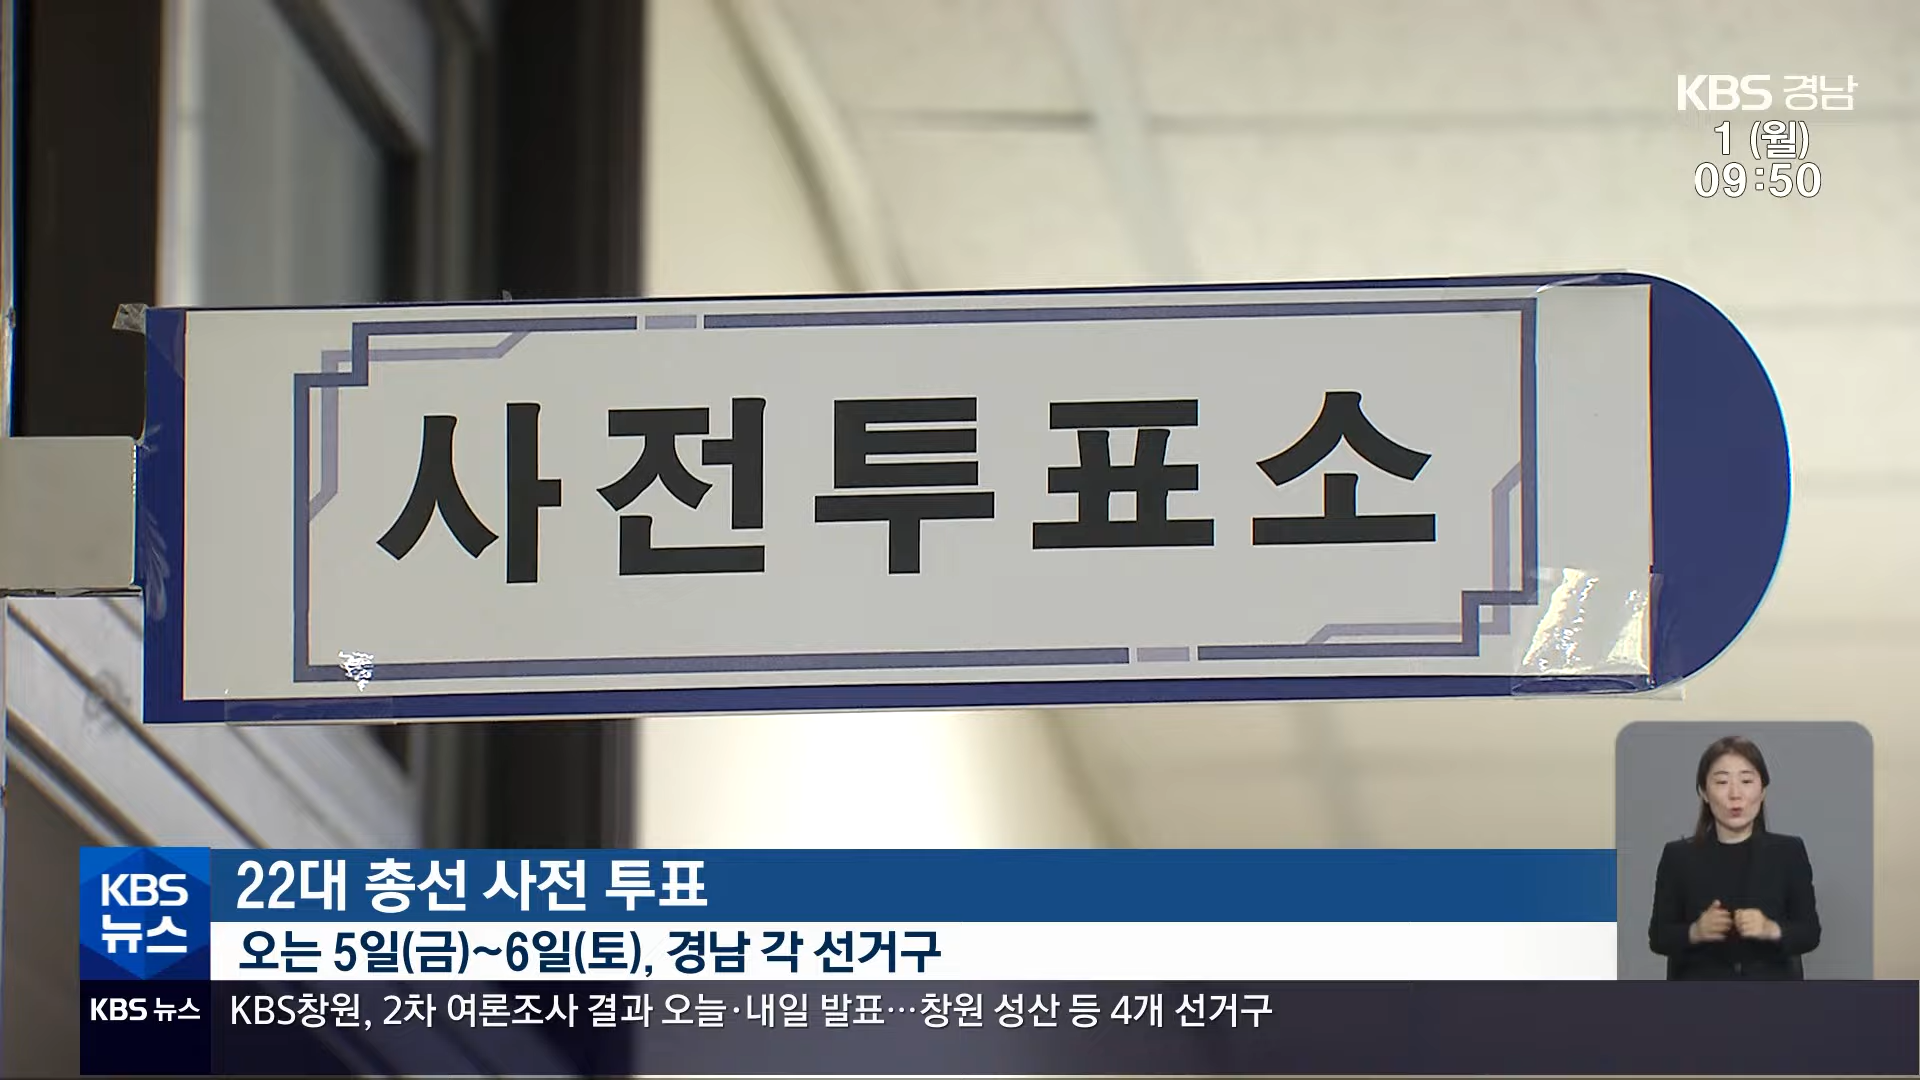 KBS 경남
1 (월)
09:50
사전투표소
KBS
뉴스
22대 총선 사전 투표
오는 5일(금)~6일(토), 경남 각 선거구
KBS 뉴스
KBS창원, 2차 여론조사 결과 오늘·내일 발표…창원 성산 등 4개 선거구